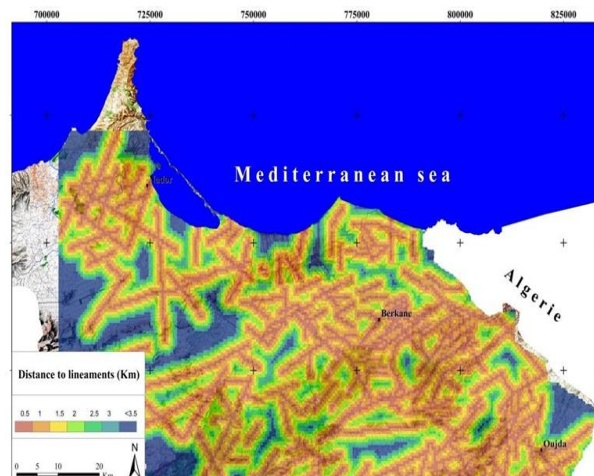 700000 725000 750000 775000 800000 825000
Mediterranean sea
Algerie
Berkane
Distance to lineaments (Km)
0.5 1 1.5 2 2.5 3 <3.5
N
0 5 10 20
Km
Oujda